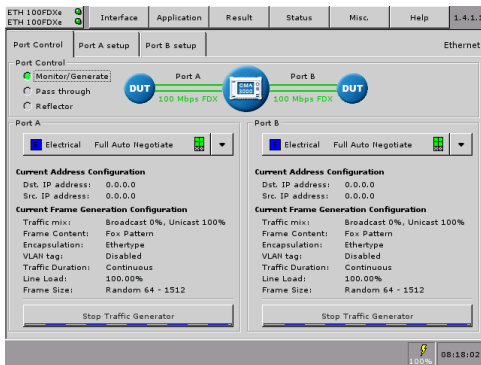 ETH 100FDXe
ETH 100FDXe
Interface
Application
Result
Status
Misc.
Help
1.4.1.1
Port Control
Port A setup
Port B setup
Ethernet
Port Control
Monitor/Generate
Pass through
Reflector
DUT
Port A
100 Mbps FDX
DMA
3000
Port B
100 Mbps FDX
DUT
Port A
Electrical Full Auto Negotiate
Current Address Configuration
Dst. IP address: 0.0.0.0
Src. IP address: 0.0.0.0
Current Frame Generation Configuration
Traffic mix: Broadcast 0%, Unicast 100%
Frame Content: Fox Pattern
Encapsulation: Ethertype
VLAN tag: Disabled
Traffic Duration: Continuous
Line Load: 100.00%
Frame Size: Random 64 - 1512
Stop Traffic Generator
Port B
Electrical Full Auto Negotiate
Current Address Configuration
Dst. IP address: 0.0.0.0
Src. IP address: 0.0.0.0
Current Frame Generation Configuration
Traffic mix: Broadcast 0%, Unicast 100%
Frame Content: Fox Pattern
Encapsulation: Ethertype
VLAN tag: Disabled
Traffic Duration: Continuous
Line Load: 100.00%
Frame Size: Random 64 - 1512
Stop Traffic Generator
100%
08:18:02